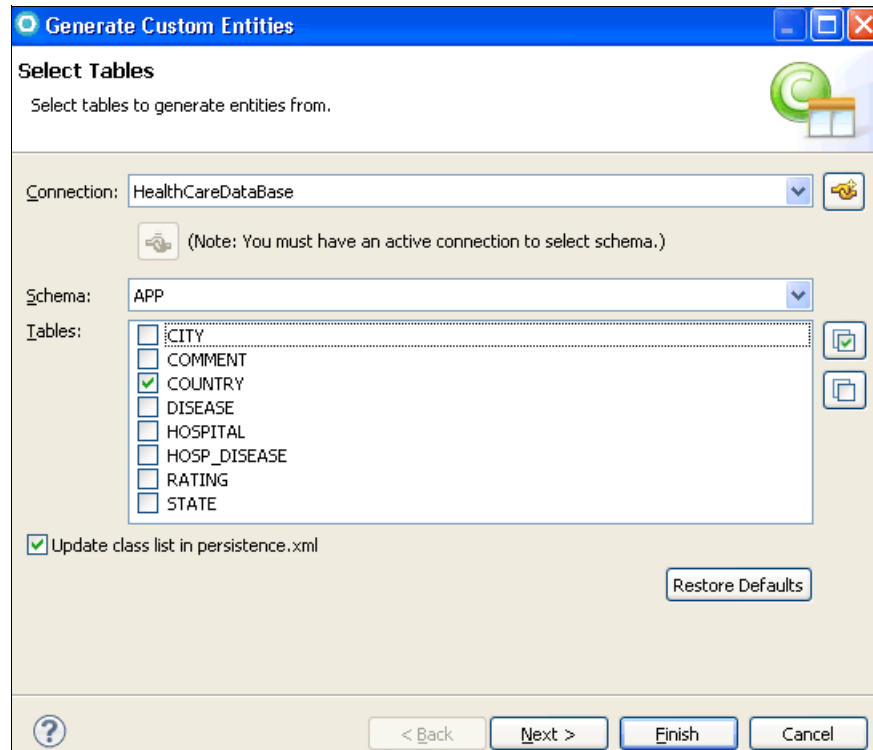 Generate Custom Entities
Select Tables
Select tables to generate entities from.
Connection: HealthCareDataBase
(Note: You must have an active connection to select schema.)
Schema: APP
Tables: CITY
COMMENT
COUNTRY
DISEASE
HOSPITAL
HOSP_DISEASE
RATING
STATE
Update class list in persistence.xml
Restore Defaults
< Back Next > Finish Cancel